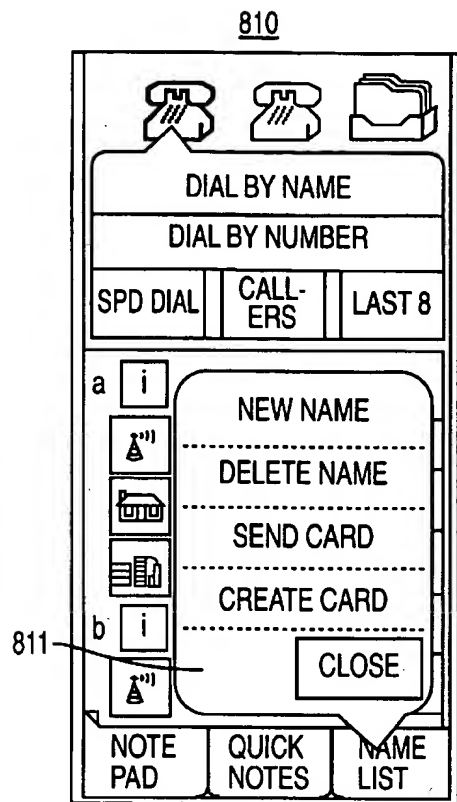 810
DIAL BY NAME
DIAL BY NUMBER
SPD DIAL
CALL-
ERS
LAST 8
a i
NEW NAME
DELETE NAME
SEND CARD
CREATE CARD
b i
811
CLOSE
NOTE
PAD
QUICK
NOTES
NAME
LIST